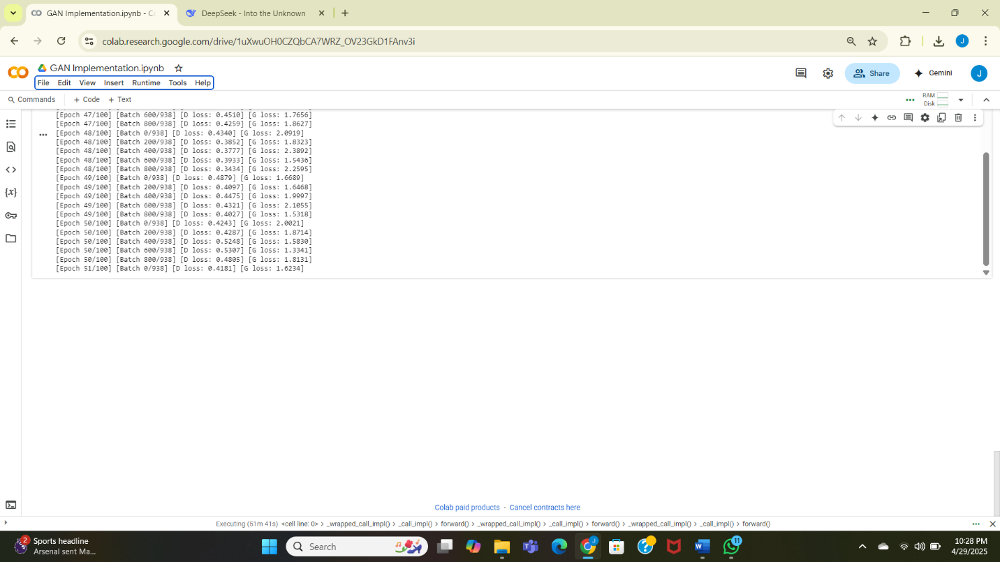 GAN Implementation.ipynb - Co
DeepSeek - Into the Unknown
colab.research.google.com/drive/1uXwuOH0CZQbCA7WRZ_OV23GkD1FAnv3i
J
GAN Implementation.ipynb
File Edit View Insert Runtime Tools Help
Share
Gemini
J
Commands + Code + Text
RAM
Disk
[Epoch 47/100] [Batch 600/938] [D loss: 0.4510] [G loss: 1.7656]
[Epoch 47/100] [Batch 800/938] [D loss: 0.4259] [G loss: 1.8627]
[Epoch 48/100] [Batch 0/938] [D loss: 0.4340] [G loss: 2.0919]
[Epoch 48/100] [Batch 200/938] [D loss: 0.3852] [G loss: 1.8323]
[Epoch 48/100] [Batch 400/938] [D loss: 0.3777] [G loss: 2.3892]
[Epoch 48/100] [Batch 600/938] [D loss: 0.3933] [G loss: 1.5436]
[Epoch 48/100] [Batch 800/938] [D loss: 0.3434] [G loss: 2.2595]
[Epoch 49/100] [Batch 0/938] [D loss: 0.4879] [G loss: 1.6689]
[Epoch 49/100] [Batch 200/938] [D loss: 0.4097] [G loss: 1.6468]
[Epoch 49/100] [Batch 400/938] [D loss: 0.4475] [G loss: 1.9997]
[Epoch 49/100] [Batch 600/938] [D loss: 0.4321] [G loss: 2.1055]
[Epoch 49/100] [Batch 800/938] [D loss: 0.4027] [G loss: 1.5318]
[Epoch 50/100] [Batch 0/938] [D loss: 0.4243] [G loss: 2.0021]
[Epoch 50/100] [Batch 200/938] [D loss: 0.4287] [G loss: 1.8714]
[Epoch 50/100] [Batch 400/938] [D loss: 0.5248] [G loss: 1.5830]
[Epoch 50/100] [Batch 600/938] [D loss: 0.5307] [G loss: 1.3341]
[Epoch 50/100] [Batch 800/938] [D loss: 0.4805] [G loss: 1.8131]
[Epoch 51/100] [Batch 0/938] [D loss: 0.4181] [G loss: 1.6234]
Colab paid products - Cancel contracts here
Executing (51m 41s) <cell line: 0> > _wrapped_call_impl() > _call_impl() > forward() > _wrapped_call_impl() > _call_impl() > forward() > _wrapped_call_impl() > _call_impl() > forward()
2
Sports headline
Arsenal sent Ma...
Search
J
11
10:28 PM
4/29/2025